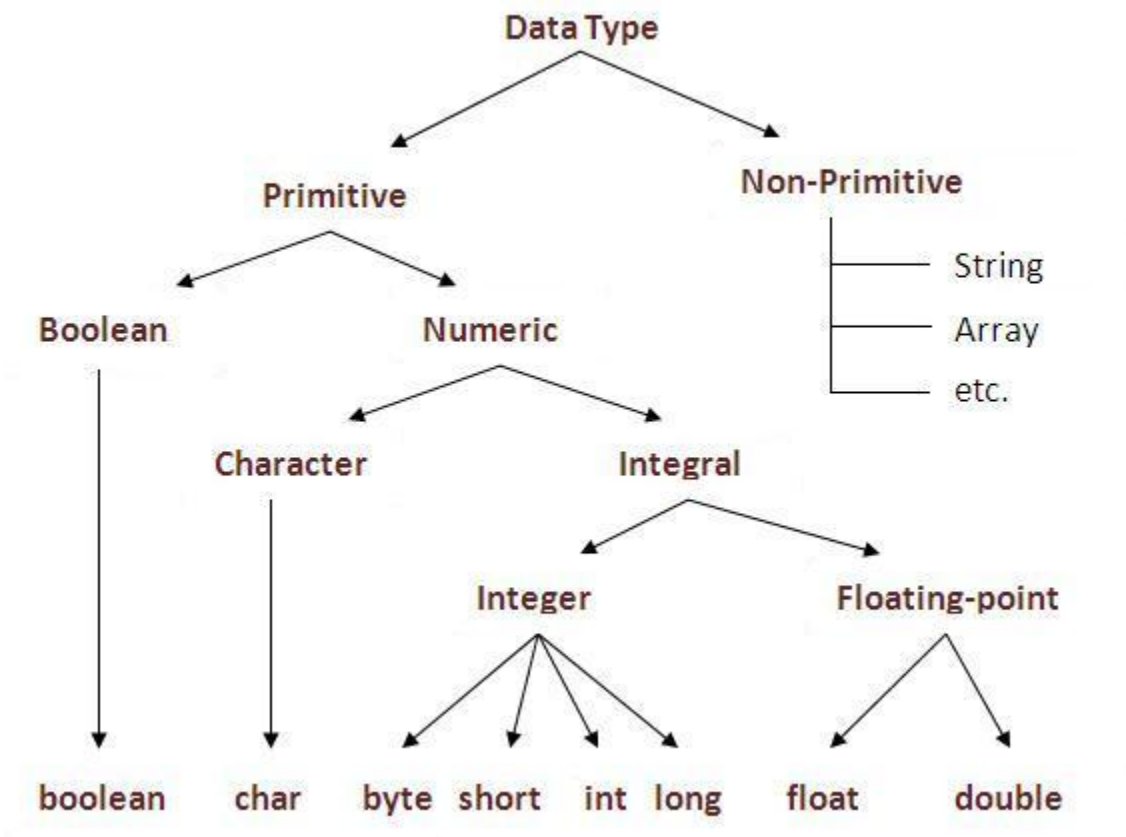 Data Type
Primitive
Non-Primitive
String
Array
etc.
Boolean
Numeric
Character
Integral
Integer
Floating-point
boolean char byte short int long float double